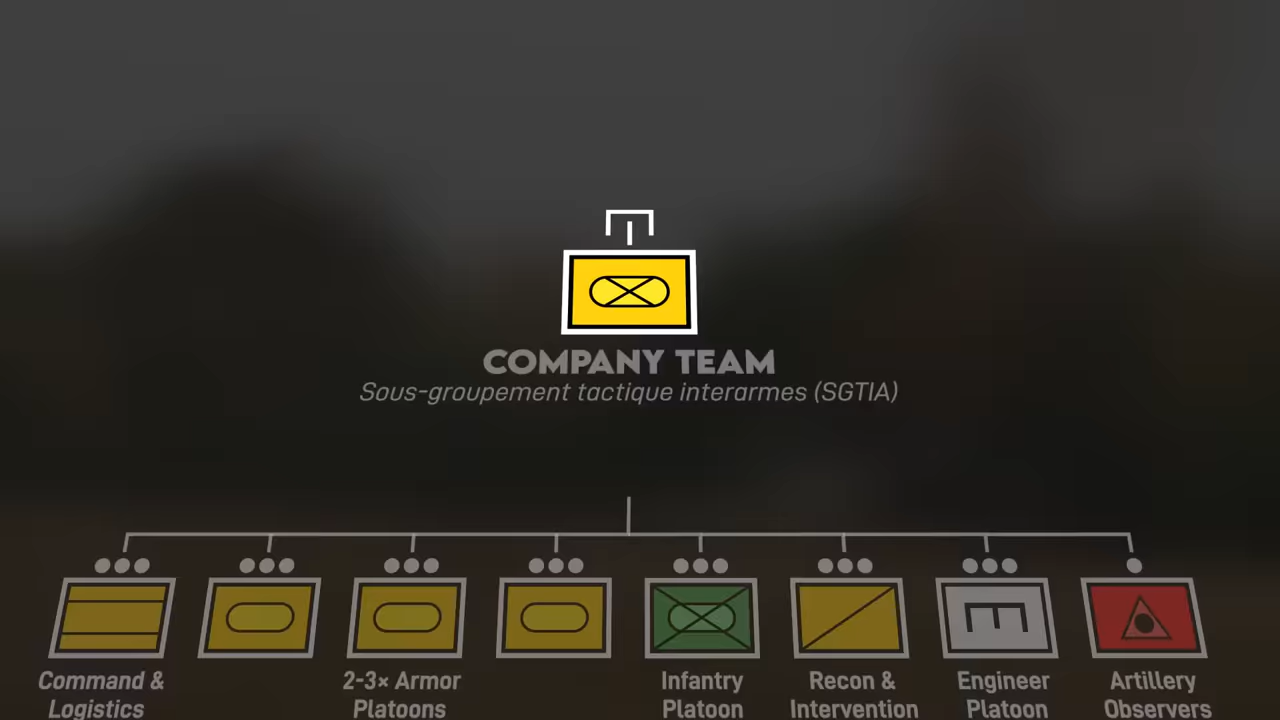 COMPANY TEAM
Sous-groupement tactique interarmes (SGTIA)
Command &
Logistics
2-3× Armor
Platoons
Infantry
Platoon
Recon &
Intervention
Engineer
Platoon
Artillery
Observers